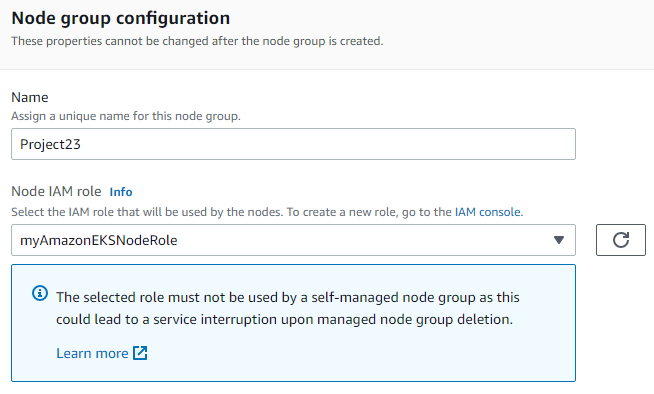 Node group configuration
These properties cannot be changed after the node group is created.
Name
Assign a unique name for this node group.
Project23
Node IAM role Info
Select the IAM role that will be used by the nodes. To create a new role, go to the IAM console.
myAmazonEKSNodeRole
The selected role must not be used by a self-managed node group as this
could lead to a service interruption upon managed node group deletion.
Learn more